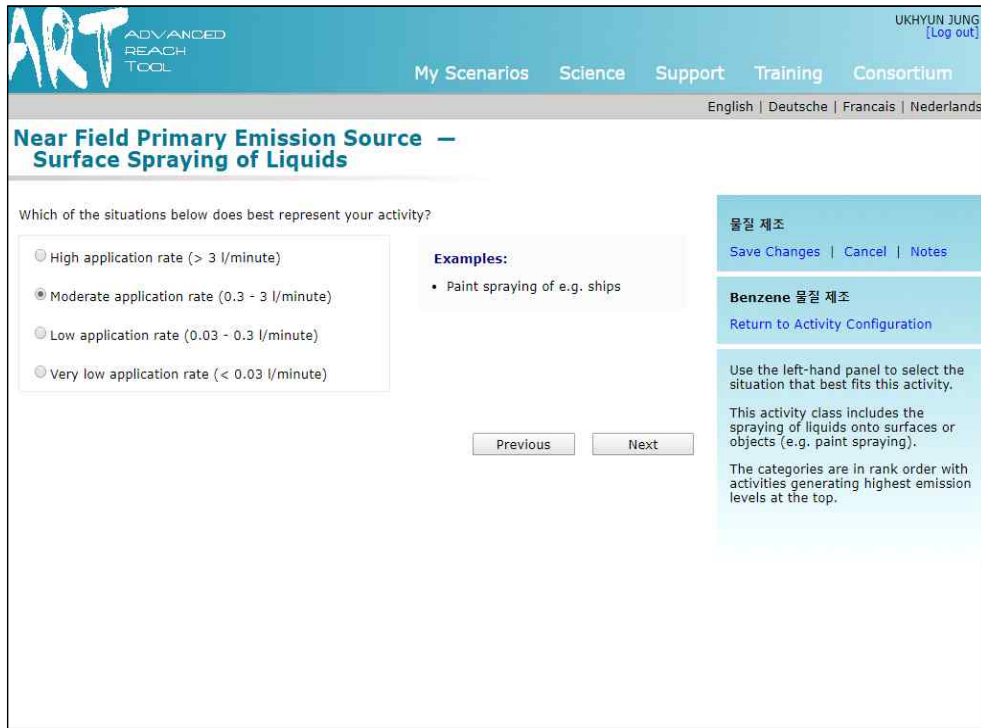 ART
ADVANCED
REACH
TOOL
UKHYUN JUNG
[Log out]
My Scenarios Science Support Training Consortium
English | Deutsche | Francais | Nederlands
Near Field Primary Emission Source —
Surface Spraying of Liquids
Which of the situations below does best represent your activity?
High application rate (> 3 l/minute)
Moderate application rate (0.3 - 3 l/minute)
Low application rate (0.03 - 0.3 l/minute)
Very low application rate (< 0.03 l/minute)
Examples:
• Paint spraying of e.g. ships
Previous Next
물질 제조
Save Changes | Cancel | Notes
Benzene 물질 제조
Return to Activity Configuration
Use the left-hand panel to select the
situation that best fits this activity.
This activity class includes the
spraying of liquids onto surfaces or
objects (e.g. paint spraying).
The categories are in rank order with
activities generating highest emission
levels at the top.